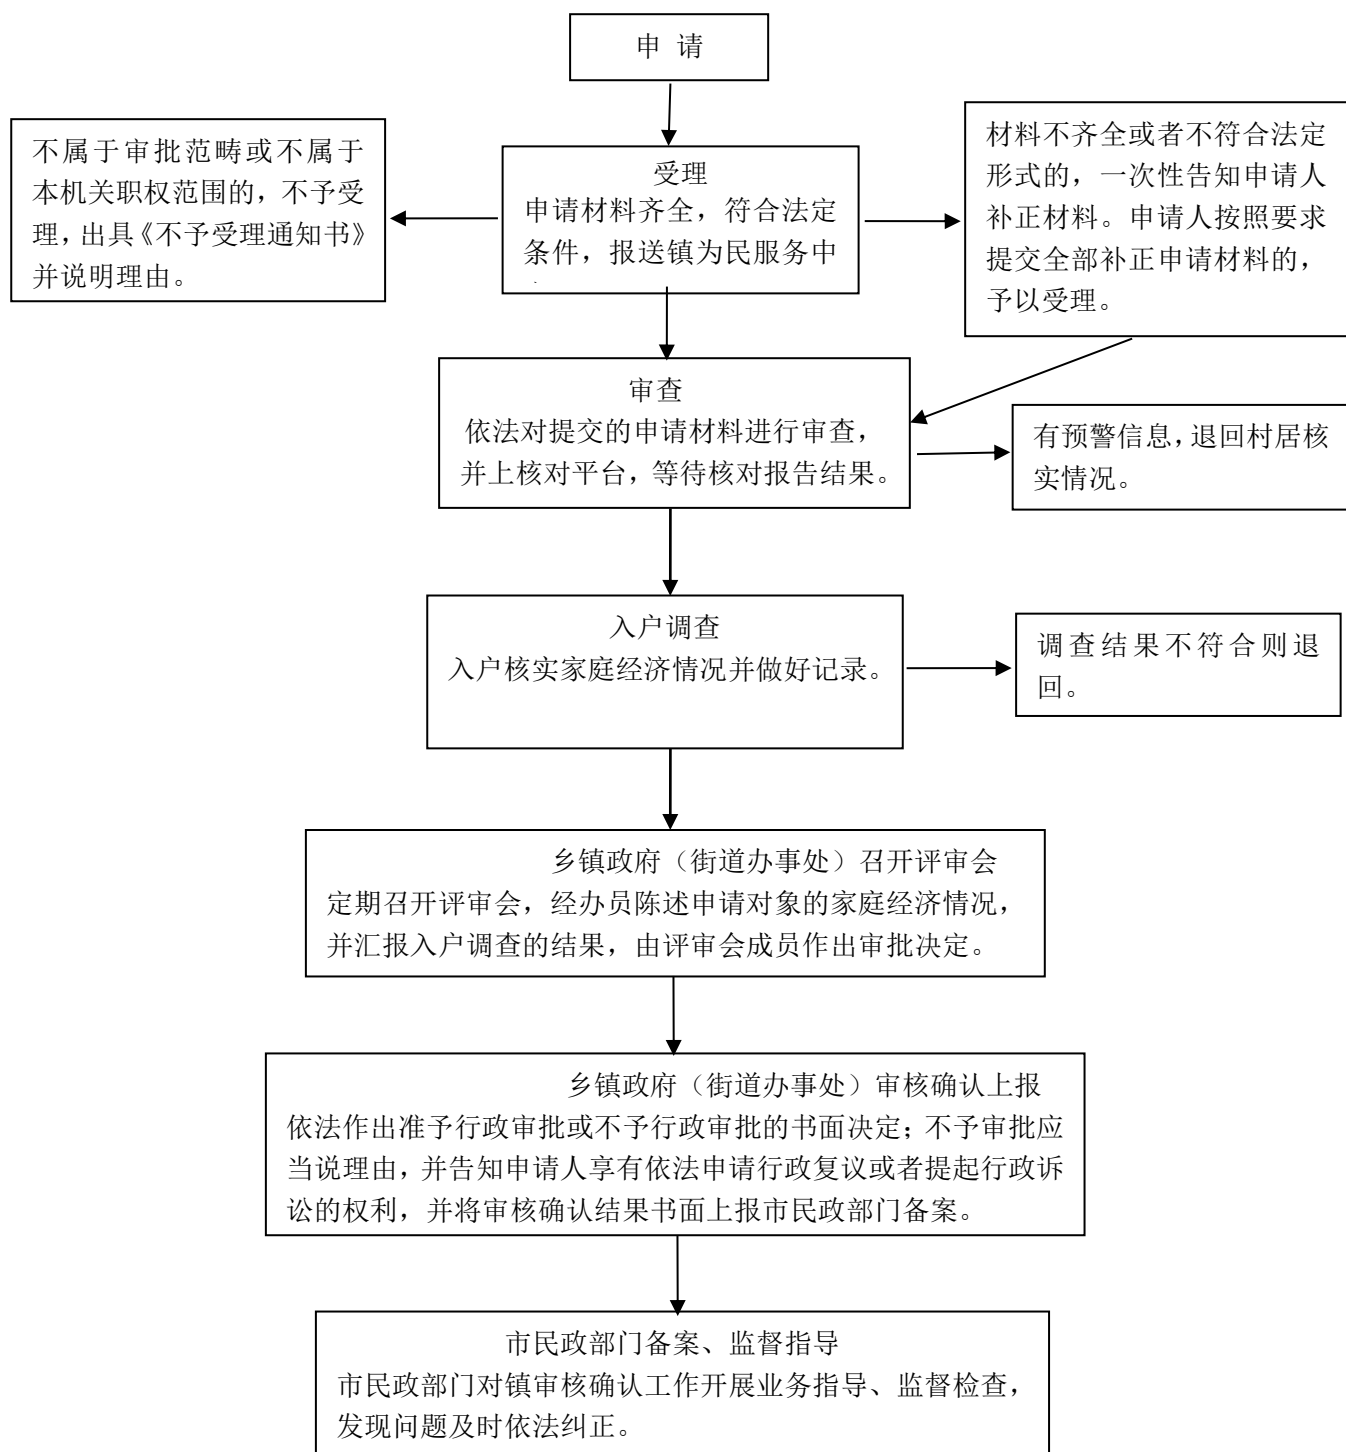 申 请
不属于审批范畴或不属于
本机关职权范围的，不予受
理，出具《不予受理通知书》
并说明理由。
受理
申请材料齐全，符合法定
条件，报送镇为民服务中
材料不齐全或者不符合法定
形式的，一次性告知申请人
补正材料。申请人按照要求
提交全部补正申请材料的，
予以受理。
审查
依法对提交的申请材料进行审查，
并上核对平台，等待核对报告结果。
有预警信息，退回村居核
实情况。
入户调查
入户核实家庭经济情况并做好记录。
调查结果不符合则退
回。
乡镇政府（街道办事处）召开评审会
定期召开评审会，经办员陈述申请对象的家庭经济情况，
并汇报入户调查的结果，由评审会成员作出审批决定。
乡镇政府（街道办事处）审核确认上报
依法作出准予行政审批或不予行政审批的书面决定；不予审批应
当说理由，并告知申请人享有依法申请行政复议或者提起行政诉
讼的权利，并将审核确认结果书面上报市民政部门备案。
市民政部门备案、监督指导
市民政部门对镇审核确认工作开展业务指导、监督检查，
发现问题及时依法纠正。